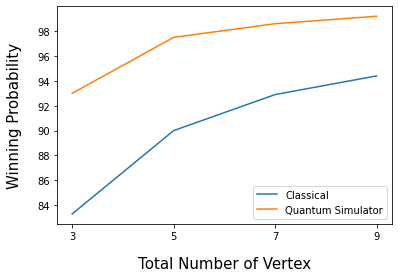 Winning Probability
98
96
94
92
90
88
86
84
3 5 7 9
Total Number of Vertex
Classical
Quantum Simulator